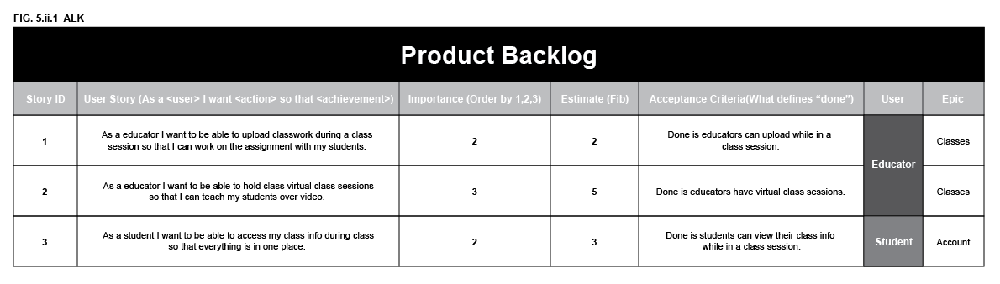 FIG. 5.ii.1 ALK
Product Backlog
Story ID
User Story (As a <user> I want <action> so that <achievement>)
Importance (Order by 1,2,3)
Estimate (Fib)
Acceptance Criteria(What defines “done”)
User
Epic
1
As a educator I want to be able to upload classwork during a class
session so that I can work on the assignment with my students.
2
2
Done is educators can upload while in a
class session.
Educator
Classes
2
As a educator I want to be able to hold class virtual class sessions
so that I can teach my students over video.
3
5
Done is educators have virtual class sessions.
Classes
3
As a student I want to be able to access my class info during class
so that everything is in one place.
2
3
Done is students can view their class info
while in a class session.
Student
Account